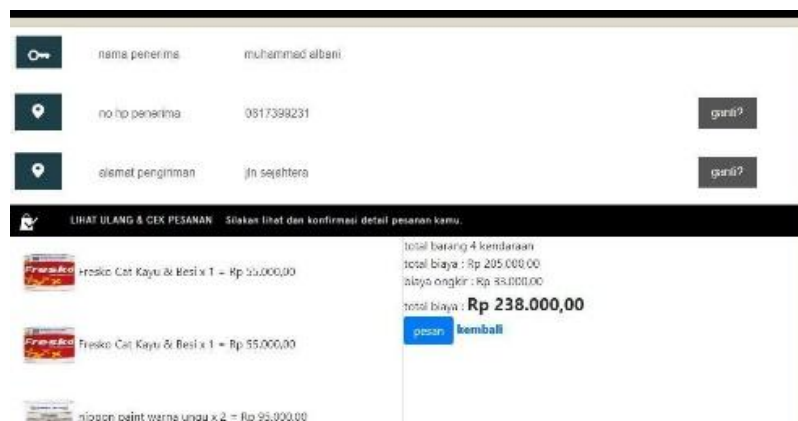 nama penerima muhammad albani
no hp penerima 0817399231 ganti?
alamat pengiriman jln sejahtera ganti?
LIHAT ULANG & CEK PESANAN Silakan lihat dan konfirmasi detail pesanan kamu.
Fresko
Fresko Cat Kayu & Besi x 1 = Rp 55.000,00
Fresko
Fresko Cat Kayu & Besi x 1 = Rp 55.000,00
nippon paint warna ungu x 2 = Rp 95.000,00
total barang 4 kendaraan
total biaya : Rp 205.000,00
biaya ongkir : Rp 33.000,00
total biaya : Rp 238.000,00
pesan kembali